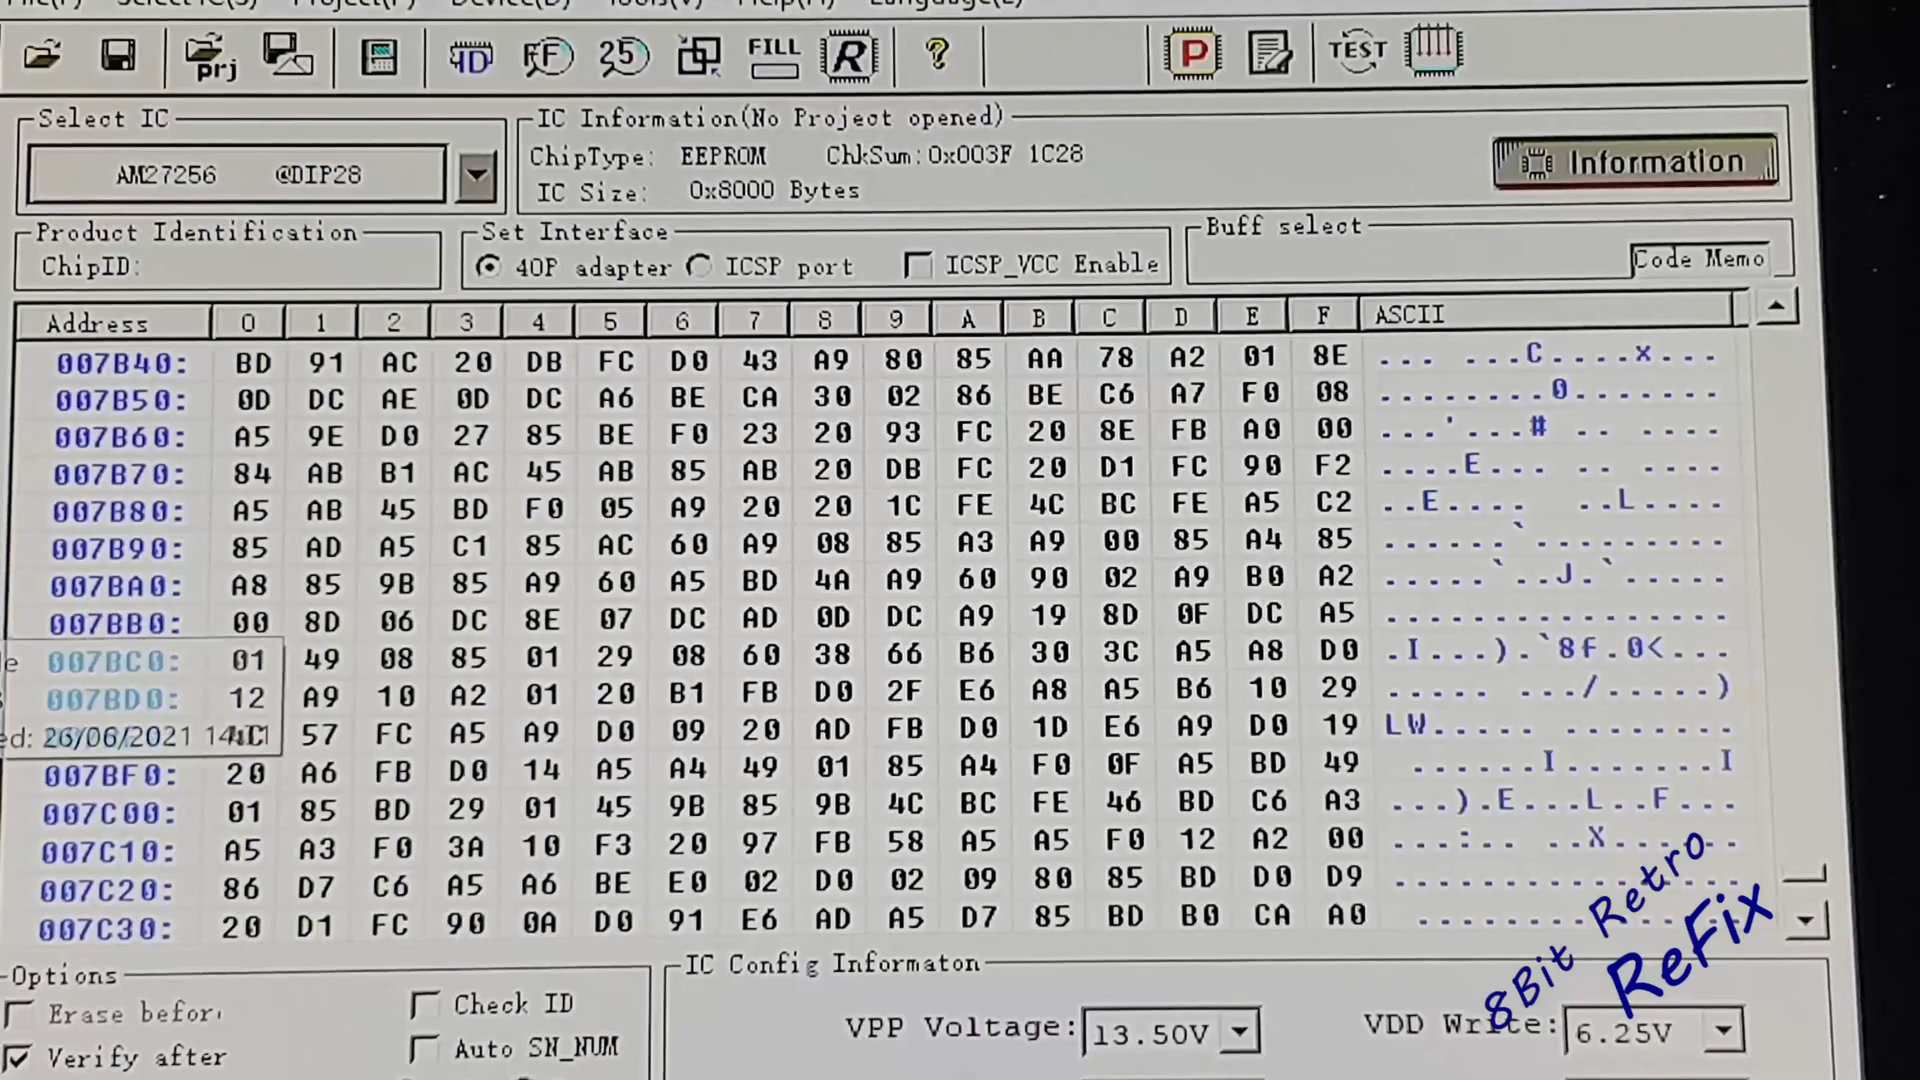 prj ID FF 25 FILL R ? P TEST
Select IC
AM27256 @DIP28
IC Information(No Project opened)
ChipType: EEPROM ChkSum:0x003F 1C28
IC Size: 0x8000 Bytes
Information
Product Identification
ChipID:
Set Interface
40P adapter ICSP port ICSP_VCC Enable
Buff select
Code Memo
Address 0 1 2 3 4 5 6 7 8 9 A B C D E F ASCII
007B40: BD 91 AC 20 DB FC D0 43 A9 80 85 AA 78 A2 01 8E ... ...C....x...
007B50: 0D DC AE 0D DC A6 BE CA 30 02 86 BE C6 A7 F0 08 ........0.......
007B60: A5 9E D0 27 85 BE F0 23 20 93 FC 20 8E FB A0 00 ...'...# .. ....
007B70: 84 AB B1 AC 45 AB 85 AB 20 DB FC 20 D1 FC 90 F2 ....E... .. ....
007B80: A5 AB 45 BD F0 05 A9 20 20 1C FE 4C BC FE A5 C2 ..E....  ..L....
007B90: 85 AD A5 C1 85 AC 60 A9 08 85 A3 A9 00 85 A4 85 ......`.........
007BA0: A8 85 9B 85 A9 60 A5 BD 4A A9 60 90 02 A9 B0 A2 .....`..J.`.....
007BB0: 00 8D 06 DC 8E 07 DC AD 0D DC A9 19 8D 0F DC A5 ................
007BC0: 01 49 08 85 01 29 08 60 38 66 B6 30 3C A5 A8 D0 .I...).`8f.0<...
007BD0: 12 A9 10 A2 01 20 B1 FB D0 2F E6 A8 A5 B6 10 29 ..... .../.....)
ed: 26/06/2021 14:11 4C 57 FC A5 A9 D0 09 20 AD FB D0 1D E6 A9 D0 19 LW..... ........
007BF0: 20 A6 FB D0 14 A5 A4 49 01 85 A4 F0 0F A5 BD 49 ......I.......I
007C00: 01 85 BD 29 01 45 9B 85 9B 4C BC FE 46 BD C6 A3 ...).E...L..F...
007C10: A5 A3 F0 3A 10 F3 20 97 FB 58 A5 A5 F0 12 A2 00 ...:.. ..X......
007C20: 86 D7 C6 A5 A6 BE E0 02 D0 02 09 80 85 BD D0 D9 ................
007C30: 20 D1 FC 90 0A D0 91 E6 AD A5 D7 85 BD B0 CA A0 ...............
8Bit Retro
ReFix
Options
Erase before
Verify after
Check ID
Auto SN_NUM
IC Config Informaton
VPP Voltage: 13.50V VDD Write: 6.25V